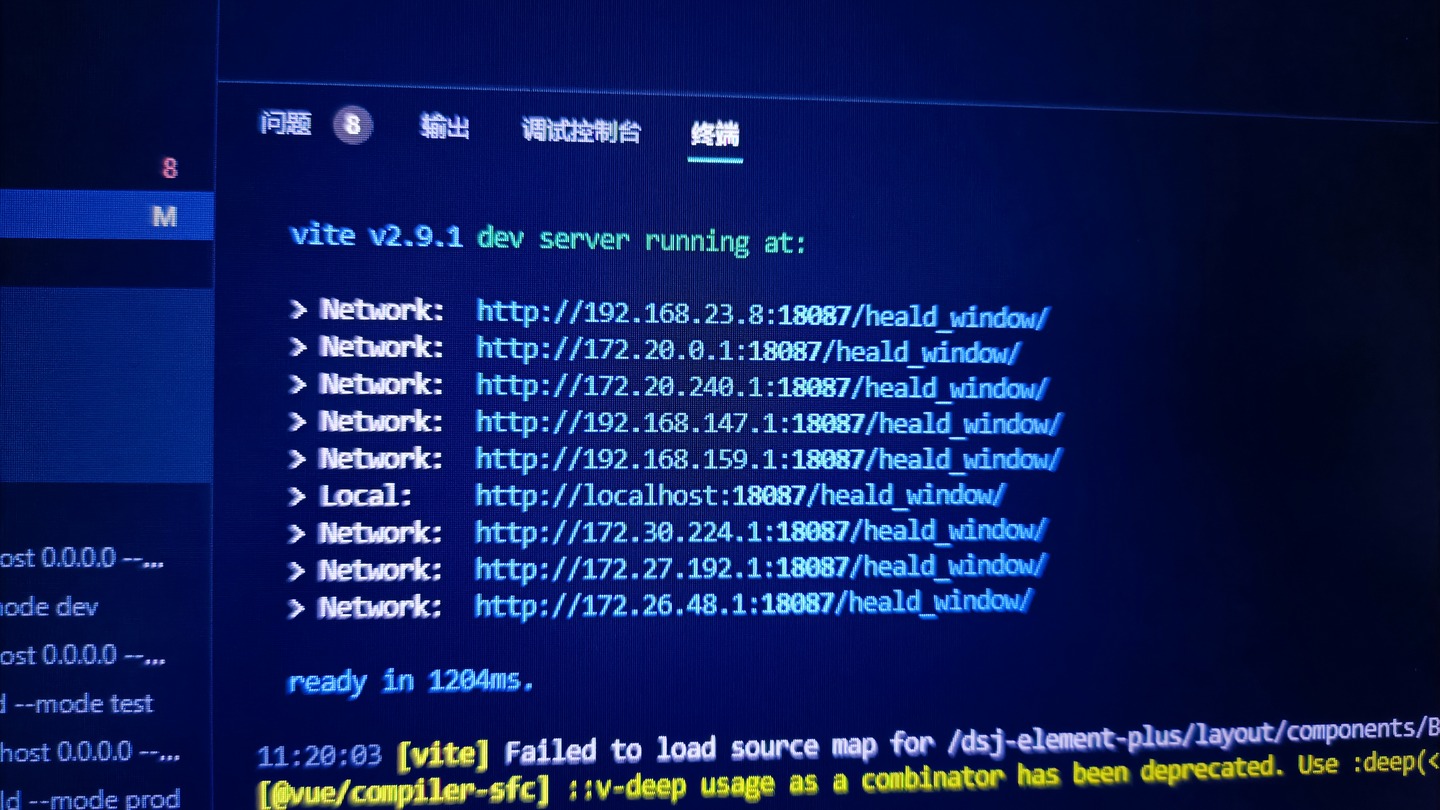 问题 8 输出 调试控制台 终端
8
M
vite v2.9.1 dev server running at:
> Network: http://192.168.23.8:18087/heald_window/
> Network: http://172.20.0.1:18087/heald_window/
> Network: http://172.20.240.1:18087/heald_window/
> Network: http://192.168.147.1:18087/heald_window/
> Network: http://192.168.159.1:18087/heald_window/
> Local: http://localhost:18087/heald_window/
> Network: http://172.30.224.1:18087/heald_window/
> Network: http://172.27.192.1:18087/heald_window/
> Network: http://172.26.48.1:18087/heald_window/
ready in 1204ms.
11:20:03 [vite] Failed to load source map for /dsj-element-plus/layout/components/B
[@vue/compiler-sfc] ::v-deep usage as a combinator has been deprecated. Use :deep(<
ost 0.0.0.0 --...
node dev
ost 0.0.0.0 --...
d --mode test
host 0.0.0.0 --...
ld --mode prod